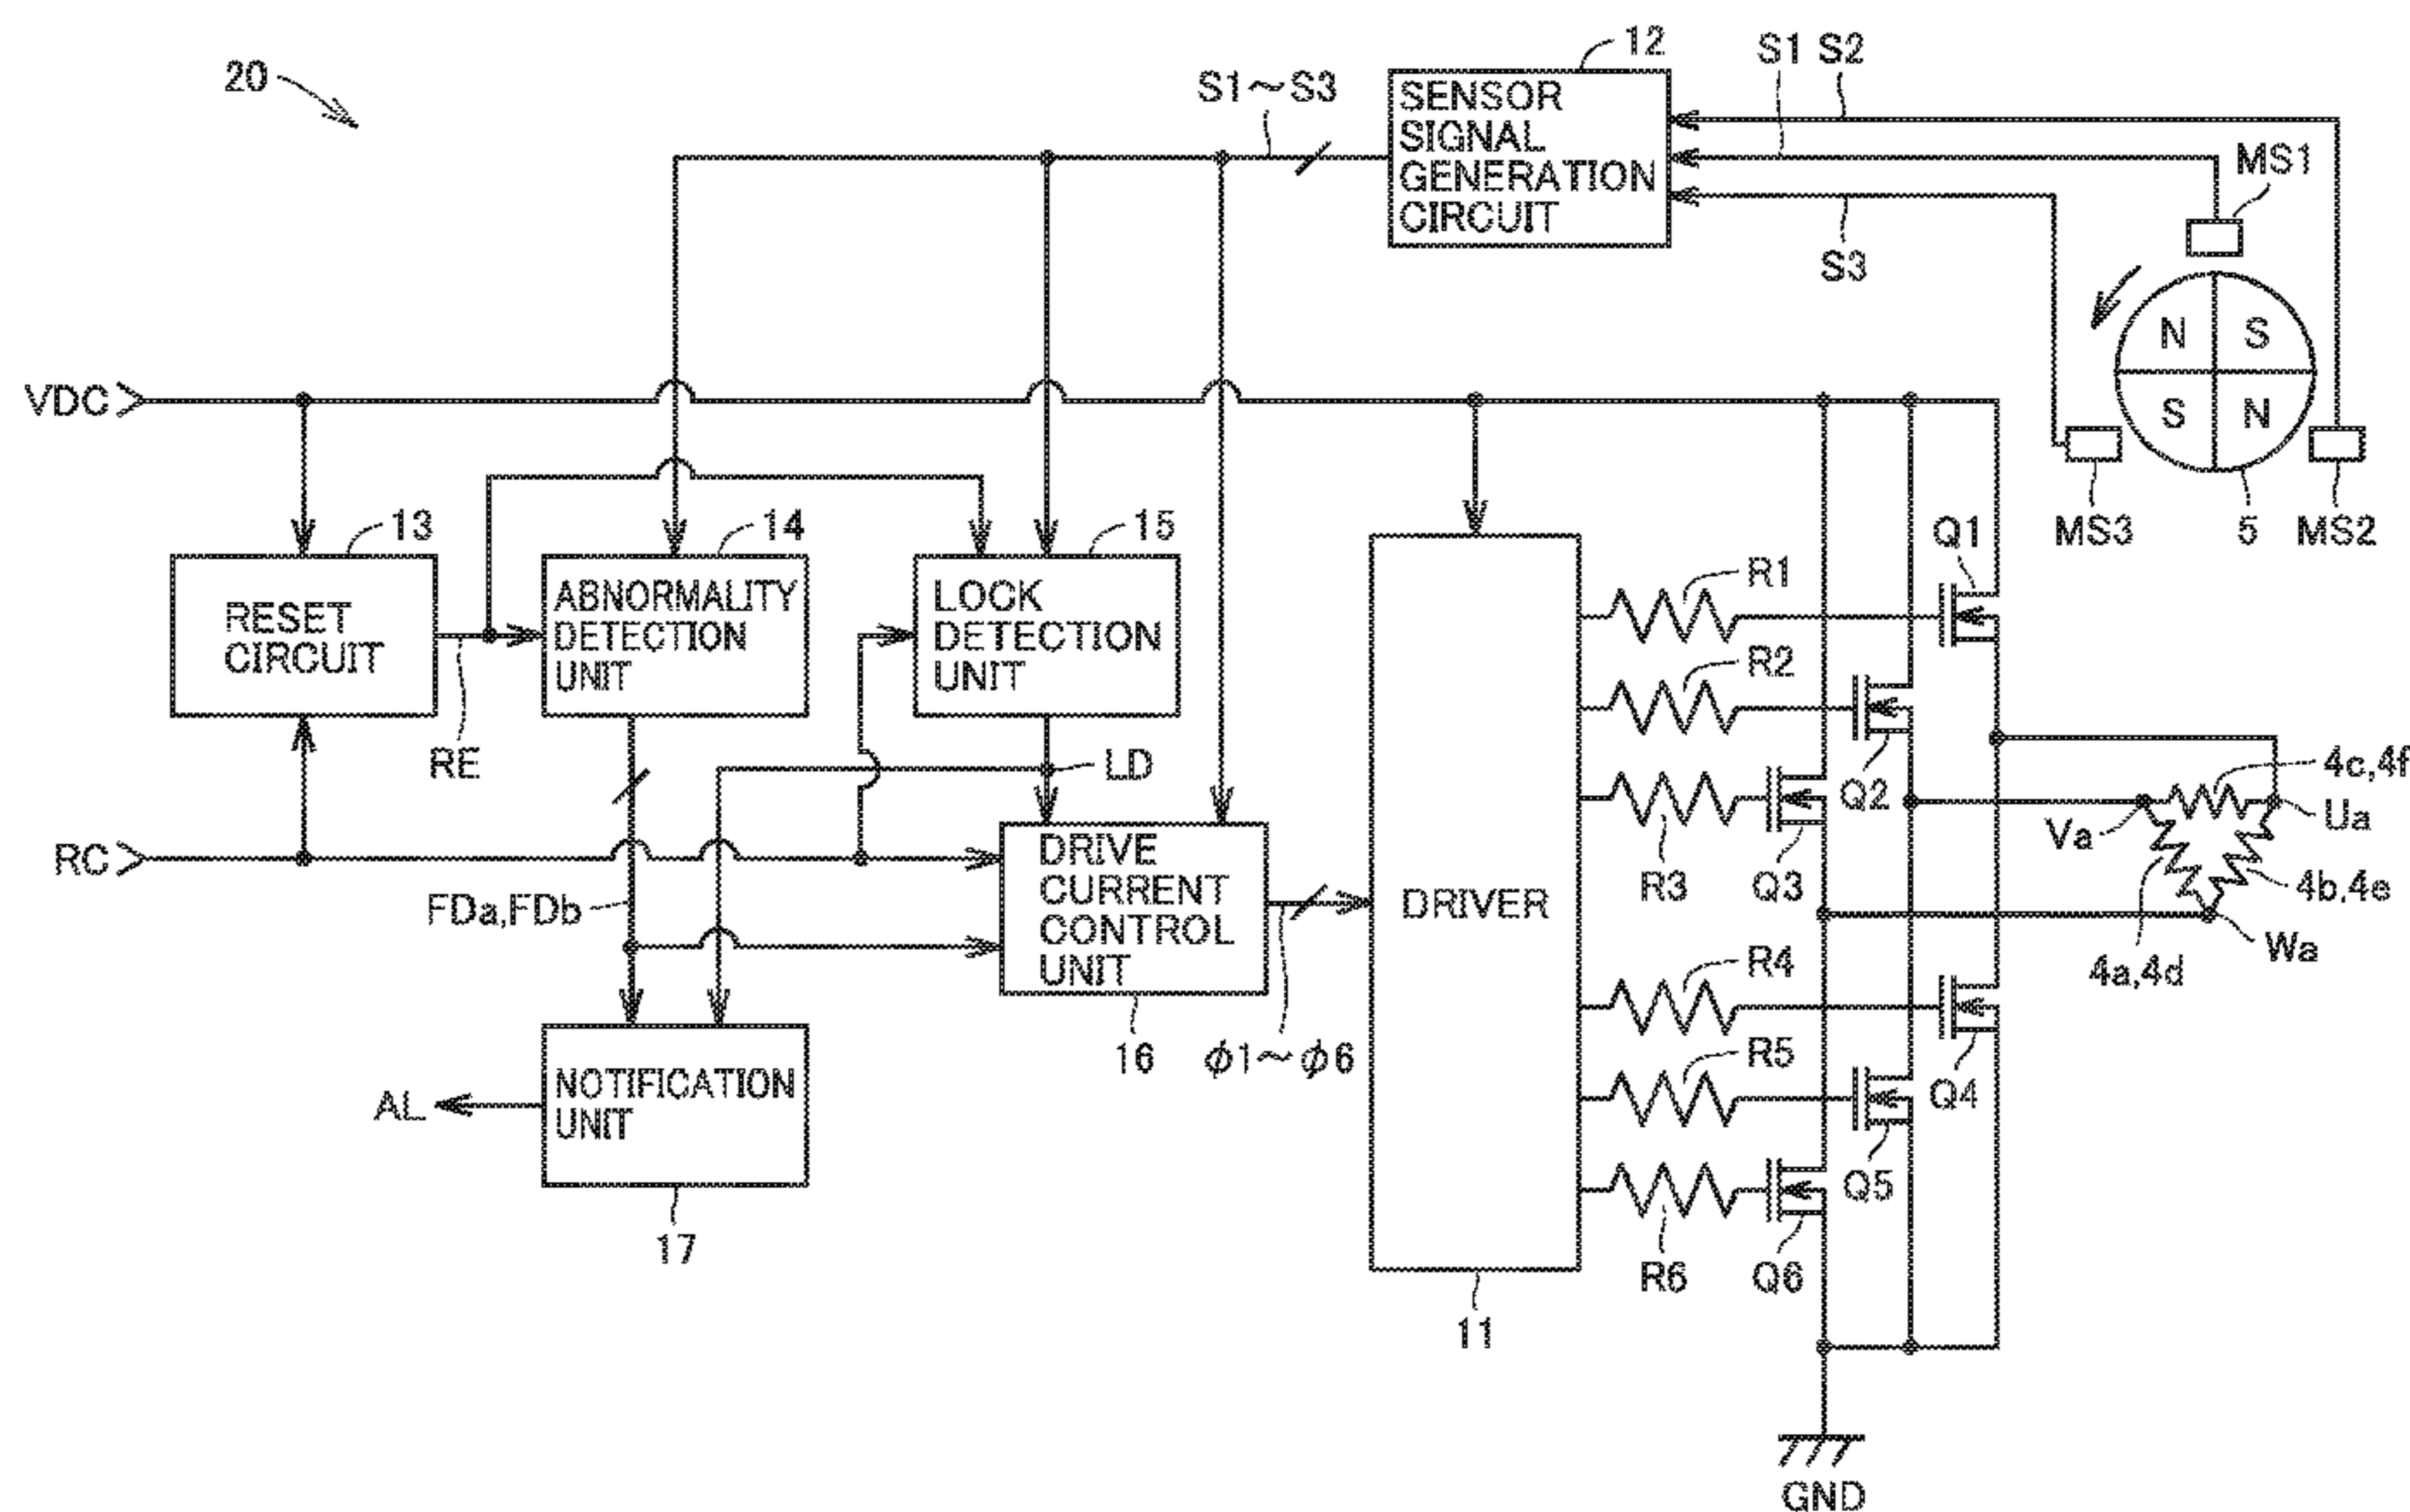 20
12
S1 S2
S1~S3
SENSOR
SIGNAL
GENERATION
CIRCUIT
MS1
S3
N S
S N
VDC
MS3
5
MS2
13
14
15
Q1
RESET
CIRCUIT
ABNORMALITY
DETECTION
UNIT
LOCK
DETECTION
UNIT
R1
R2
RE
LD
Q2
4c,4f
Va
Ua
RC
DRIVE
CURRENT
CONTROL
UNIT
DRIVER
R3
Q3
4b,4e
FDa,FDb
4a,4d
Wa
R4
16
ϕ1~ϕ6
R5
Q4
AL
NOTIFICATION
UNIT
Q5
17
R6
Q6
11
GND